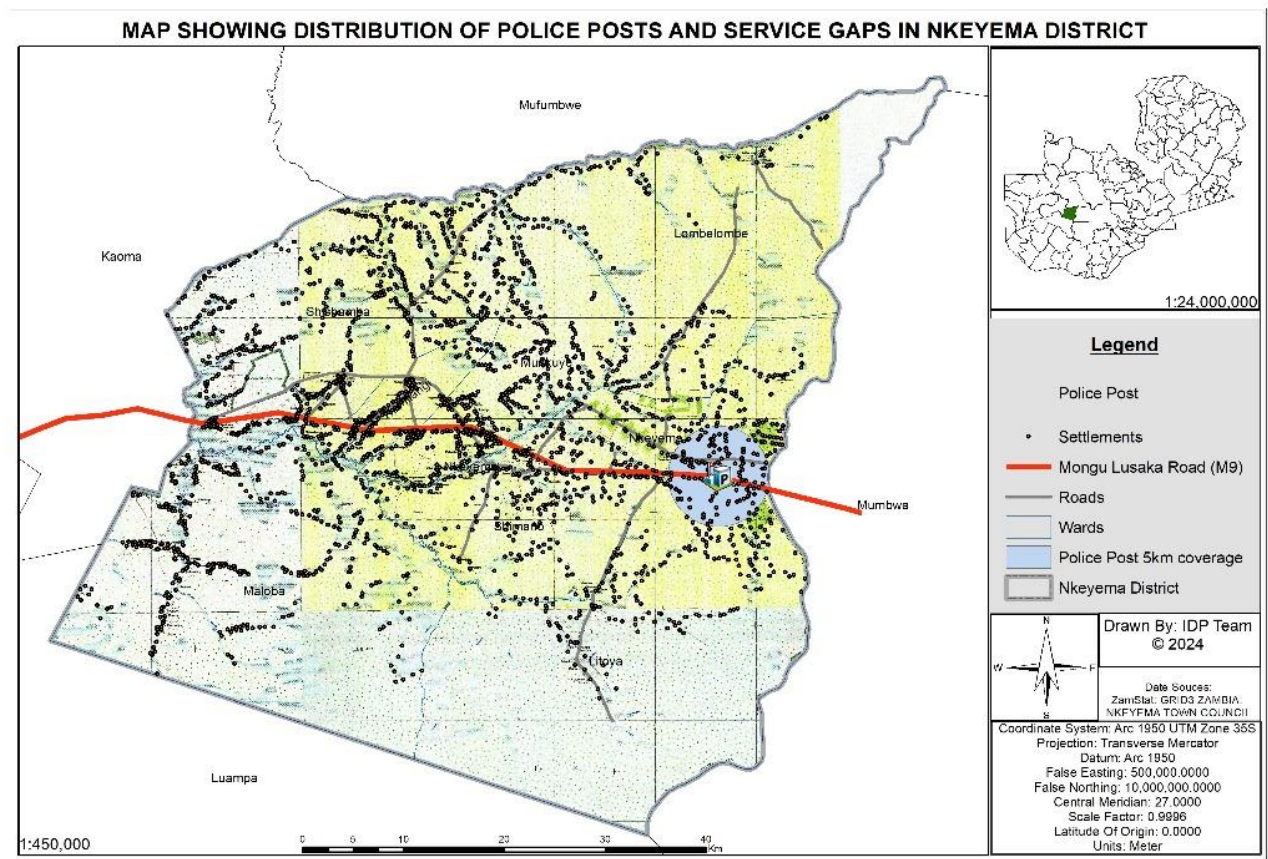 MAP SHOWING DISTRIBUTION OF POLICE POSTS AND SERVICE GAPS IN NKEYEMA DISTRICT
Mufumbwe
Kaoma
Lombelombe
Munkuye
Nkeyema
Mumbwa
Shimano
Maloba
Litoya
Luampa
P
1:450,000
0 5 10 20 30 40
Km
1:24,000,000
Legend
Police Post
Settlements
Mongu Lusaka Road (M9)
Roads
Wards
Police Post 5km coverage
Nkeyema District
N
W
S
Drawn By: IDP Team
© 2024
Date Souces:
ZamStat: GRID3 ZAMBIA:
NKEYEMA TOWN COUNCIL
Coordinate System: Arc 1950 UTM Zone 35S
Projection: Transverse Mercator
Datum: Arc 1950
False Easting: 500,000.0000
False Northing: 10,000,000.0000
Central Meridian: 27.0000
Scale Factor: 0.9996
Latitude Of Origin: 0.0000
Units: Meter